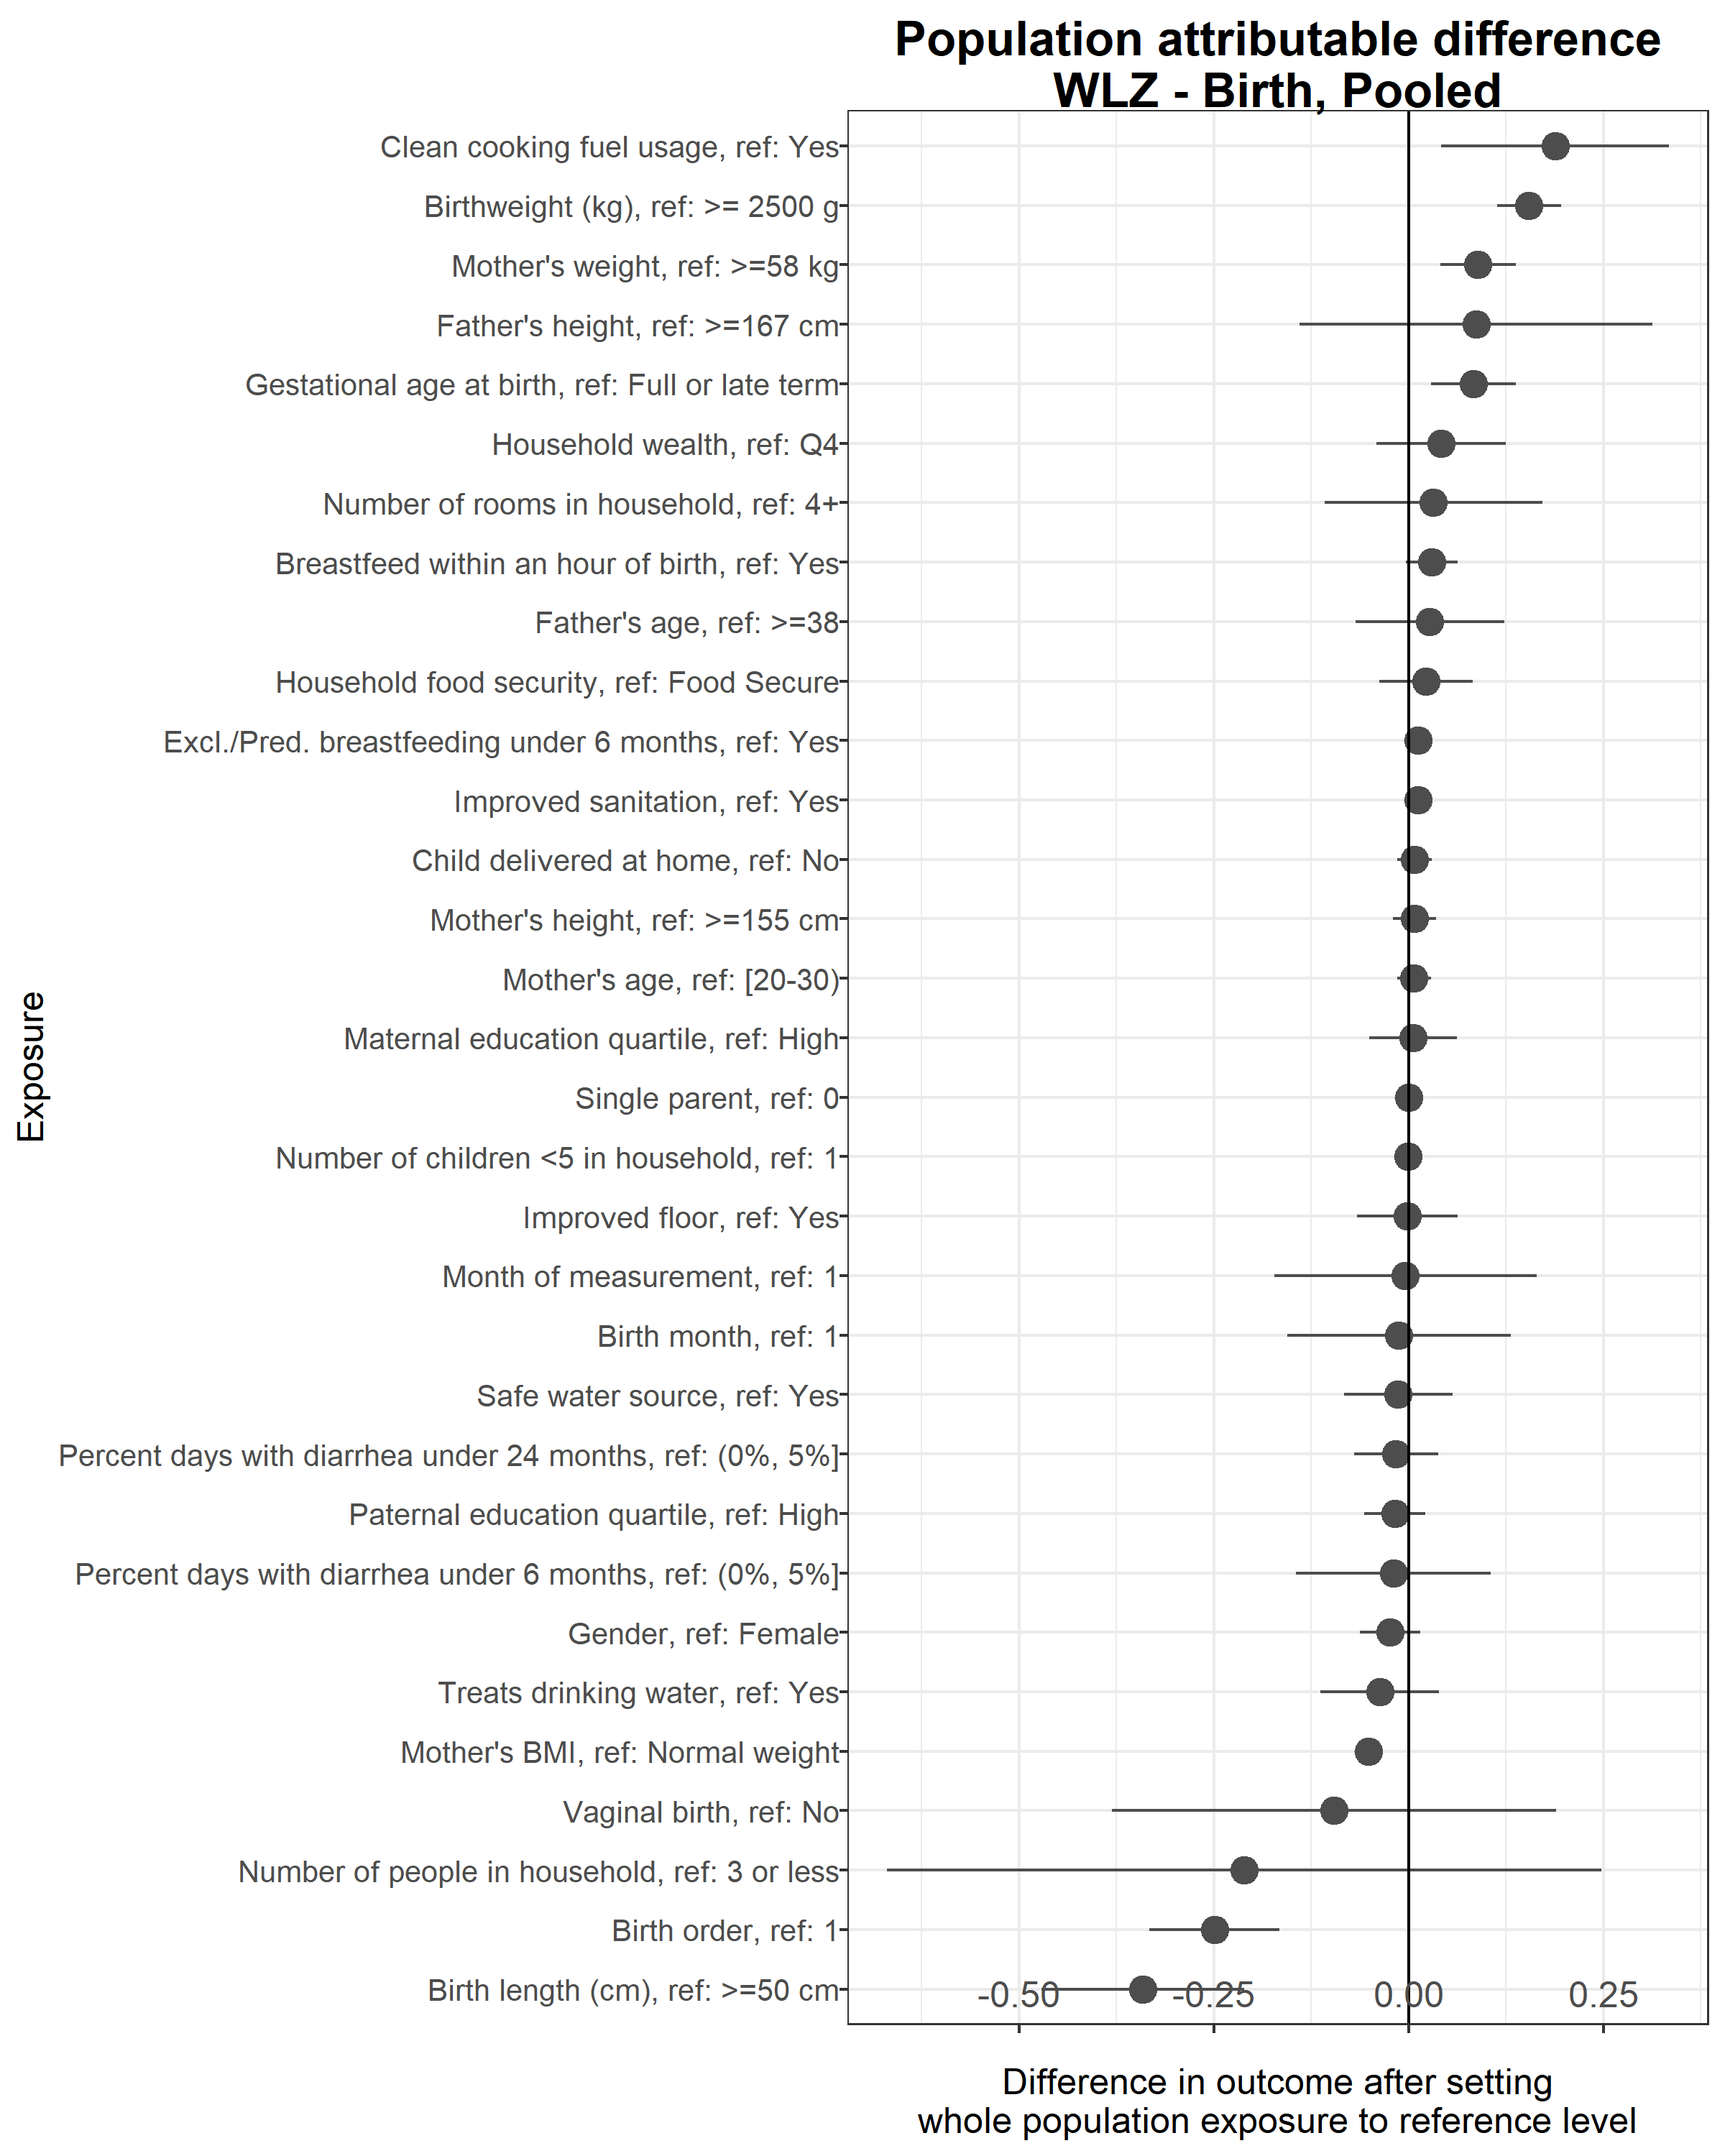 Population attributable difference
WLZ - Birth, Pooled
Exposure
Clean cooking fuel usage, ref: Yes
Birthweight (kg), ref: >= 2500 g
Mother's weight, ref: >=58 kg
Father's height, ref: >=167 cm
Gestational age at birth, ref: Full or late term
Household wealth, ref: Q4
Number of rooms in household, ref: 4+
Breastfeed within an hour of birth, ref: Yes
Father's age, ref: >=38
Household food security, ref: Food Secure
Excl./Pred. breastfeeding under 6 months, ref: Yes
Improved sanitation, ref: Yes
Child delivered at home, ref: No
Mother's height, ref: >=155 cm
Mother's age, ref: [20-30)
Maternal education quartile, ref: High
Single parent, ref: 0
Number of children <5 in household, ref: 1
Improved floor, ref: Yes
Month of measurement, ref: 1
Birth month, ref: 1
Safe water source, ref: Yes
Percent days with diarrhea under 24 months, ref: (0%, 5%]
Paternal education quartile, ref: High
Percent days with diarrhea under 6 months, ref: (0%, 5%]
Gender, ref: Female
Treats drinking water, ref: Yes
Mother's BMI, ref: Normal weight
Vaginal birth, ref: No
Number of people in household, ref: 3 or less
Birth order, ref: 1
Birth length (cm), ref: >=50 cm
-0.50 -0.25 0.00 0.25
Difference in outcome after setting
whole population exposure to reference level